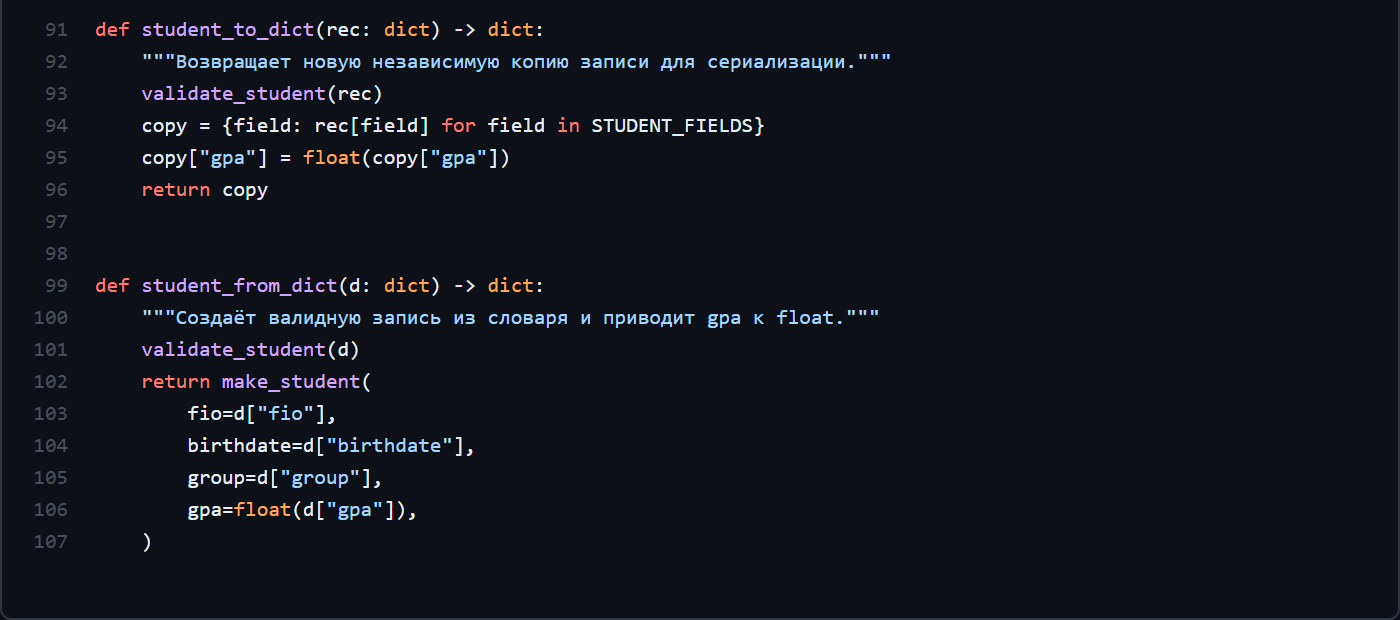 91 def student_to_dict(rec: dict) -> dict:
92     """Возвращает новую независимую копию записи для сериализации."""
93     validate_student(rec)
94     copy = {field: rec[field] for field in STUDENT_FIELDS}
95     copy["gpa"] = float(copy["gpa"])
96     return copy
97
98
99 def student_from_dict(d: dict) -> dict:
100     """Создаёт валидную запись из словаря и приводит gpa к float."""
101     validate_student(d)
102     return make_student(
103         fio=d["fio"],
104         birthdate=d["birthdate"],
105         group=d["group"],
106         gpa=float(d["gpa"]),
107     )